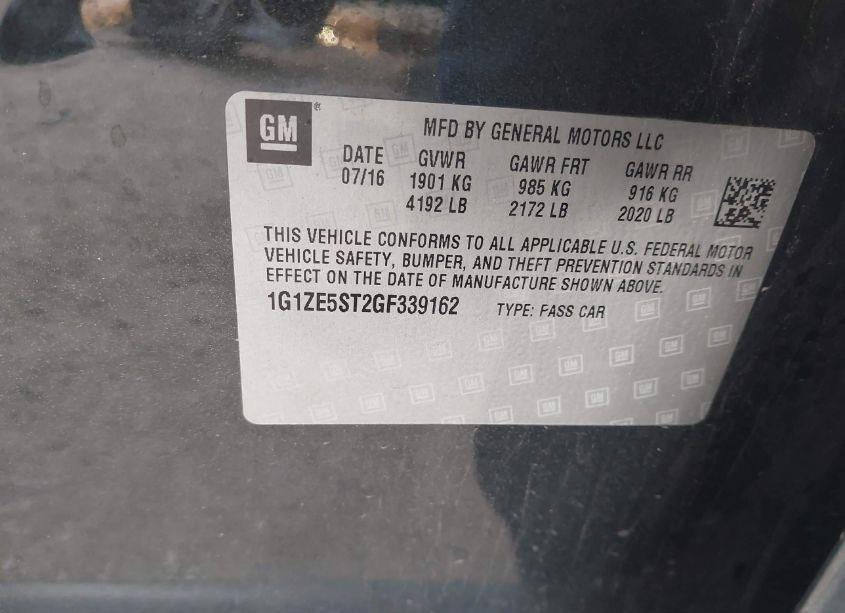 GM
MFD BY GENERAL MOTORS LLC
DATE GVWR GAWR FRT GAWR RR
07/16 1901 KG 985 KG 916 KG
4192 LB 2172 LB 2020 LB
THIS VEHICLE CONFORMS TO ALL APPLICABLE U.S. FEDERAL MOTOR
VEHICLE SAFETY, BUMPER, AND THEFT PREVENTION STANDARDS IN
EFFECT ON THE DATE OF MANUFACTURE SHOWN ABOVE.
1G1ZE5ST2GF339162 TYPE: FASS CAR